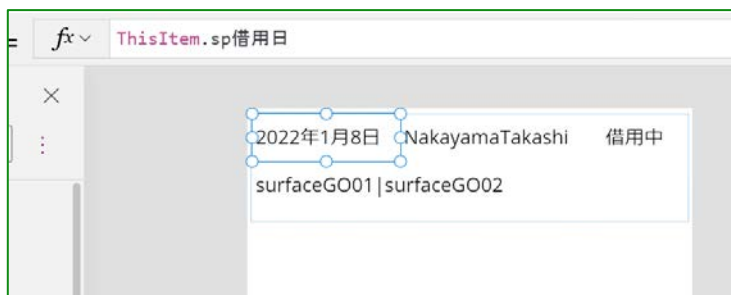 = fx ThisItem.sp借用日
2022年1月8日 NakayamaTakashi 借用中
surfaceGO01|surfaceGO02